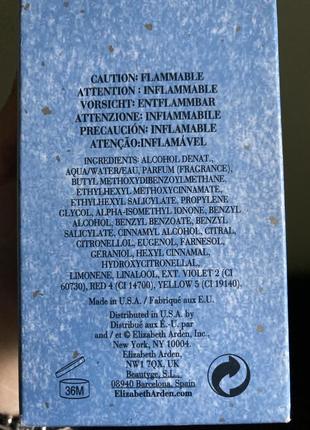 CAUTION: FLAMMABLE
ATTENTION : INFLAMMABLE
VORSICHT: ENTFLAMMBAR
ATTENZIONE: INFIAMMABILE
PRECAUCIÓN: INFLAMABLE
ATENÇÃO:INFLAMÁVEL
INGREDIENTS: ALCOHOL DENAT.,
AQUA/WATER/EAU, PARFUM (FRAGRANCE),
BUTYL METHOXYDIBENZOYLMETHANE,
ETHYLHEXYL METHOXYCINNAMATE,
ETHYLHEXYL SALICYLATE, PROPYLENE
GLYCOL, ALPHA-ISOMETHYL IONONE, BENZYL
ALCOHOL, BENZYL BENZOATE, BENZYL
SALICYLATE, CINNAMYL ALCOHOL, CITRAL,
CITRONELLOL, EUGENOL, FARNESOL,
GERANIOL, HEXYL CINNAMAL,
HYDROXYCITRONELLAL,
LIMONENE, LINALOOL, EXT. VIOLET 2 (CI
60730), RED 4 (CI 14700), YELLOW 5 (CI 19140).
Made in U.S.A. / Fabriqué aux E.U.
Distributed in U.S.A. by
Distribué aux É.U. par
and / et © Elizabeth Arden, Inc.,
New York, NY 10004.
Elizabeth Arden,
NW1 7QX, UK
Beautyge, S.L.,
08940 Barcelona, Spain
ElizabethArden.com
36M